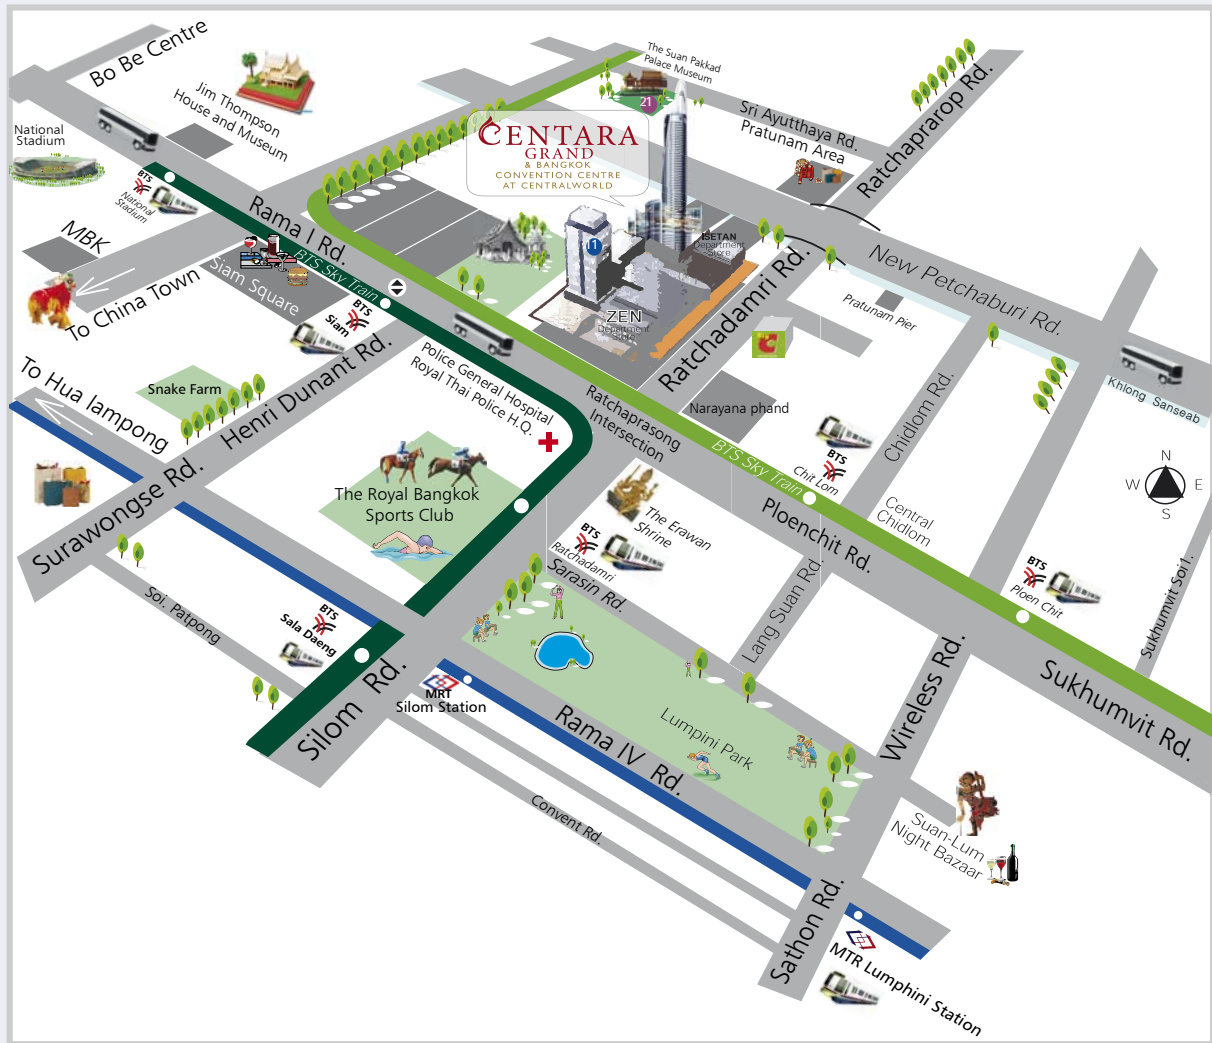 Bo Be Centre
The Suan Pakkad
Palace Museum
21
Jim Thompson
House and Museum
Sri Ayutthaya Rd.
Pratunam Area
Ratchaprarop Rd.
National
Stadium
CENTARA
GRAND
& BANGKOK
CONVENTION CENTRE
AT CENTRALWORLD
BTS
National
Stadium
Rama I Rd.
MBK
To China Town
Siam Square
BTS Sky Train
BTS
Siam
11
ISETAN
Department
Store
ZEN
Department
Store
Ratchadamri Rd.
New Petchaburi Rd.
Pratunam Pier
Khlong Sanseab
To Hua lampong
Snake Farm
Henri Dunant Rd.
Surawongse Rd.
Police General Hospital
Royal Thai Police H.Q.
Ratchaprasong
Intersection
Narayana phand
BTS Sky Train
BTS
Chit Lom
Chidlom Rd.
Central
Chidlom
N
W
E
S
The Royal Bangkok
Sports Club
The Erawan
Shrine
BTS
Ratchadamri
Sarasin Rd.
Ploenchit Rd.
Lang Suan Rd.
BTS
Ploen Chit
Sukhumvit Soi1.
Sukhumvit Rd.
Wireless Rd.
Soi. Patpong
BTS
Sala Daeng
Silom Rd.
MRT
Silom Station
Rama IV Rd.
Lumpini Park
Convent Rd.
Suan-Lum
Night Bazaar
Sathon Rd.
MTR Lumphini Station